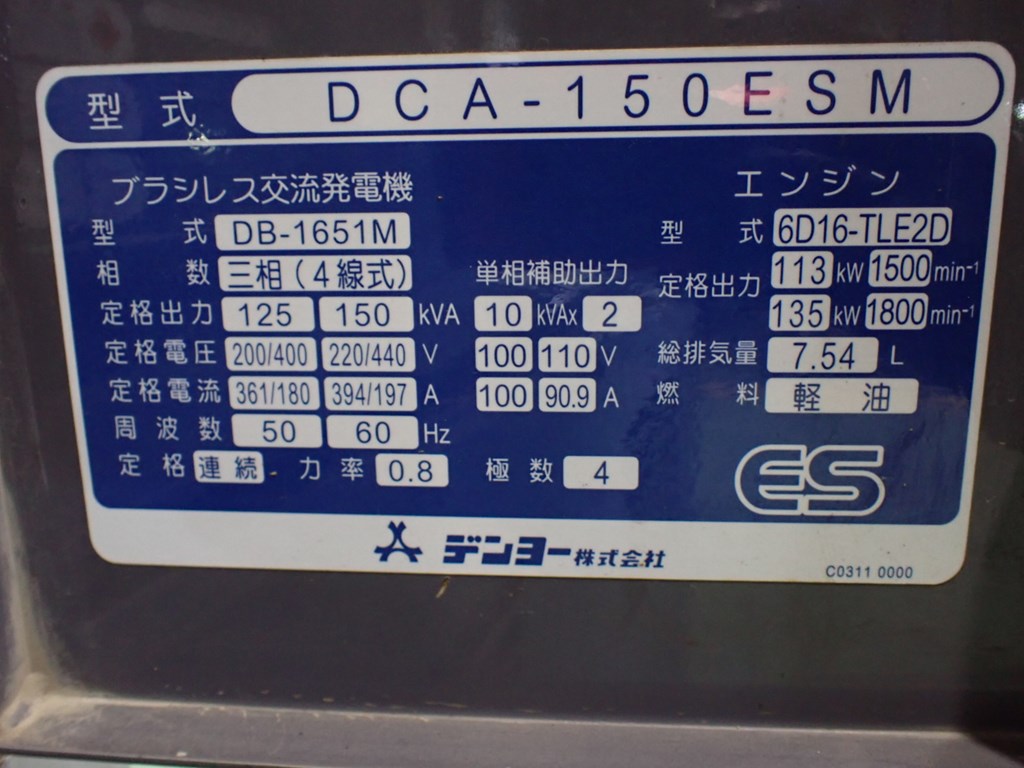 型式 DCA-150ESM
ブラシレス交流発電機
型式 DB-1651M
相数 三相(4線式)
定格出力 125 150 kVA
定格電圧 200/400 220/440 V
定格電流 361/180 394/197 A
周波数 50 60 Hz
定格 連続 力率 0.8 極数 4
単相補助出力
10 kVAx 2
100 110 V
100 90.9 A
エンジン
型式 6D16-TLE2D
定格出力 113 kW 1500 min⁻¹
135 kW 1800 min⁻¹
総排気量 7.54 L
燃料 軽油
ES
デンヨー株式会社
C0311 0000